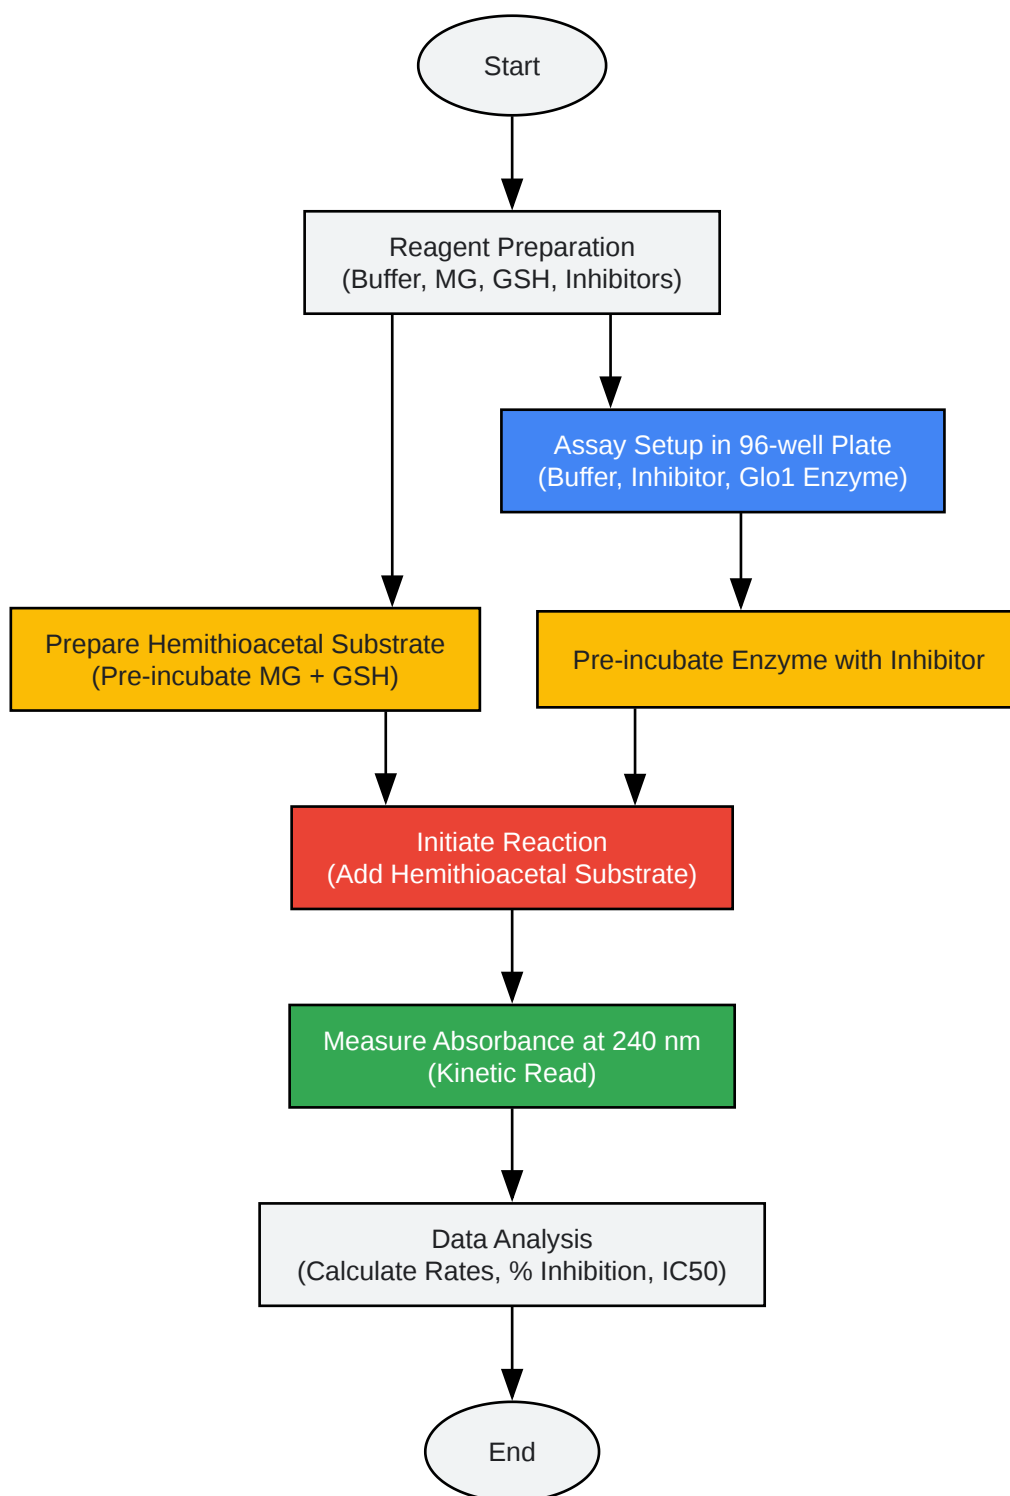 Start
Reagent Preparation
(Buffer, MG, GSH, Inhibitors)
Assay Setup in 96-well Plate
(Buffer, Inhibitor, Glo1 Enzyme)
Prepare Hemithioacetal Substrate
(Pre-incubate MG + GSH)
Pre-incubate Enzyme with Inhibitor
Initiate Reaction
(Add Hemithioacetal Substrate)
Measure Absorbance at 240 nm
(Kinetic Read)
Data Analysis
(Calculate Rates, % Inhibition, IC50)
End